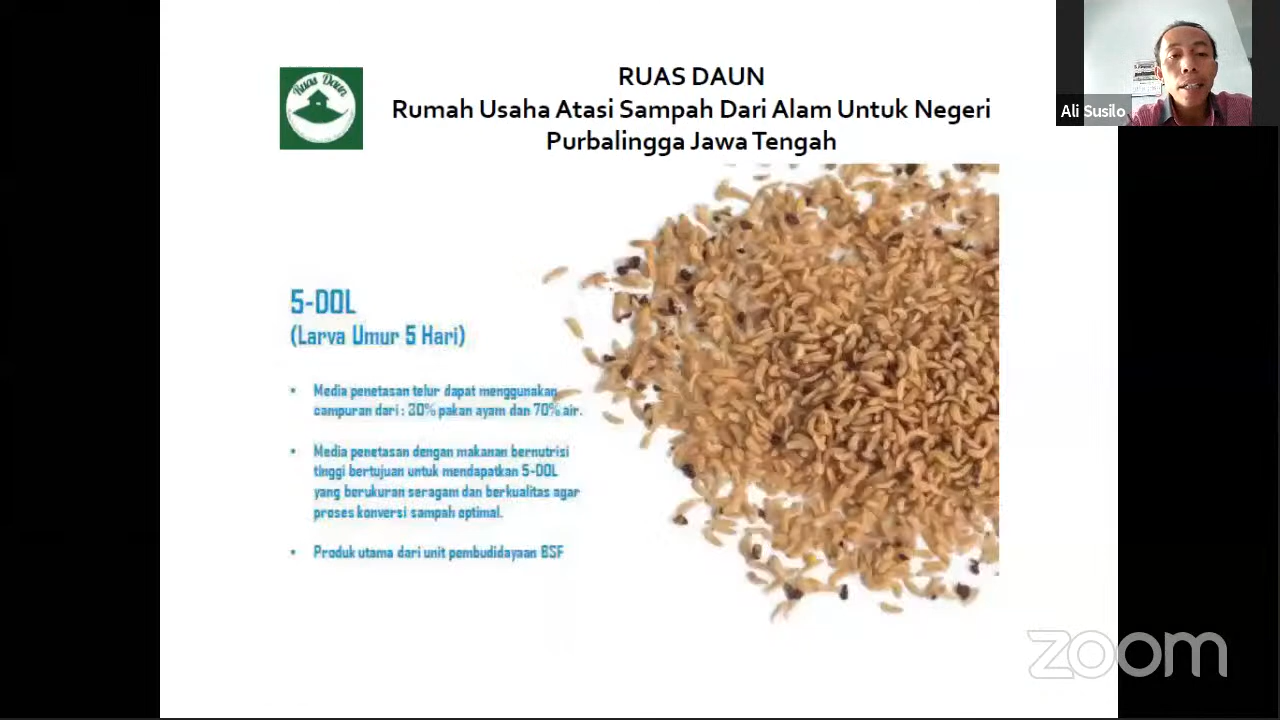 Ruas Daun
RUAS DAUN
Rumah Usaha Atasi Sampah Dari Alam Untuk Negeri
Purbalingga Jawa Tengah
Ali Susilo
5-DOL
(Larva Umur 5 Hari)
• Media penetasan telur dapat menggunakan
campuran dari : 30% pakan ayam dan 70% air.
• Media penetasan dengan makanan bernutrisi
tinggi bertujuan untuk mendapatkan 5-DOL
yang berukuran seragam dan berkualitas agar
proses konversi sampah optimal.
• Produk utama dari unit pembudidayaan BSF
zoom